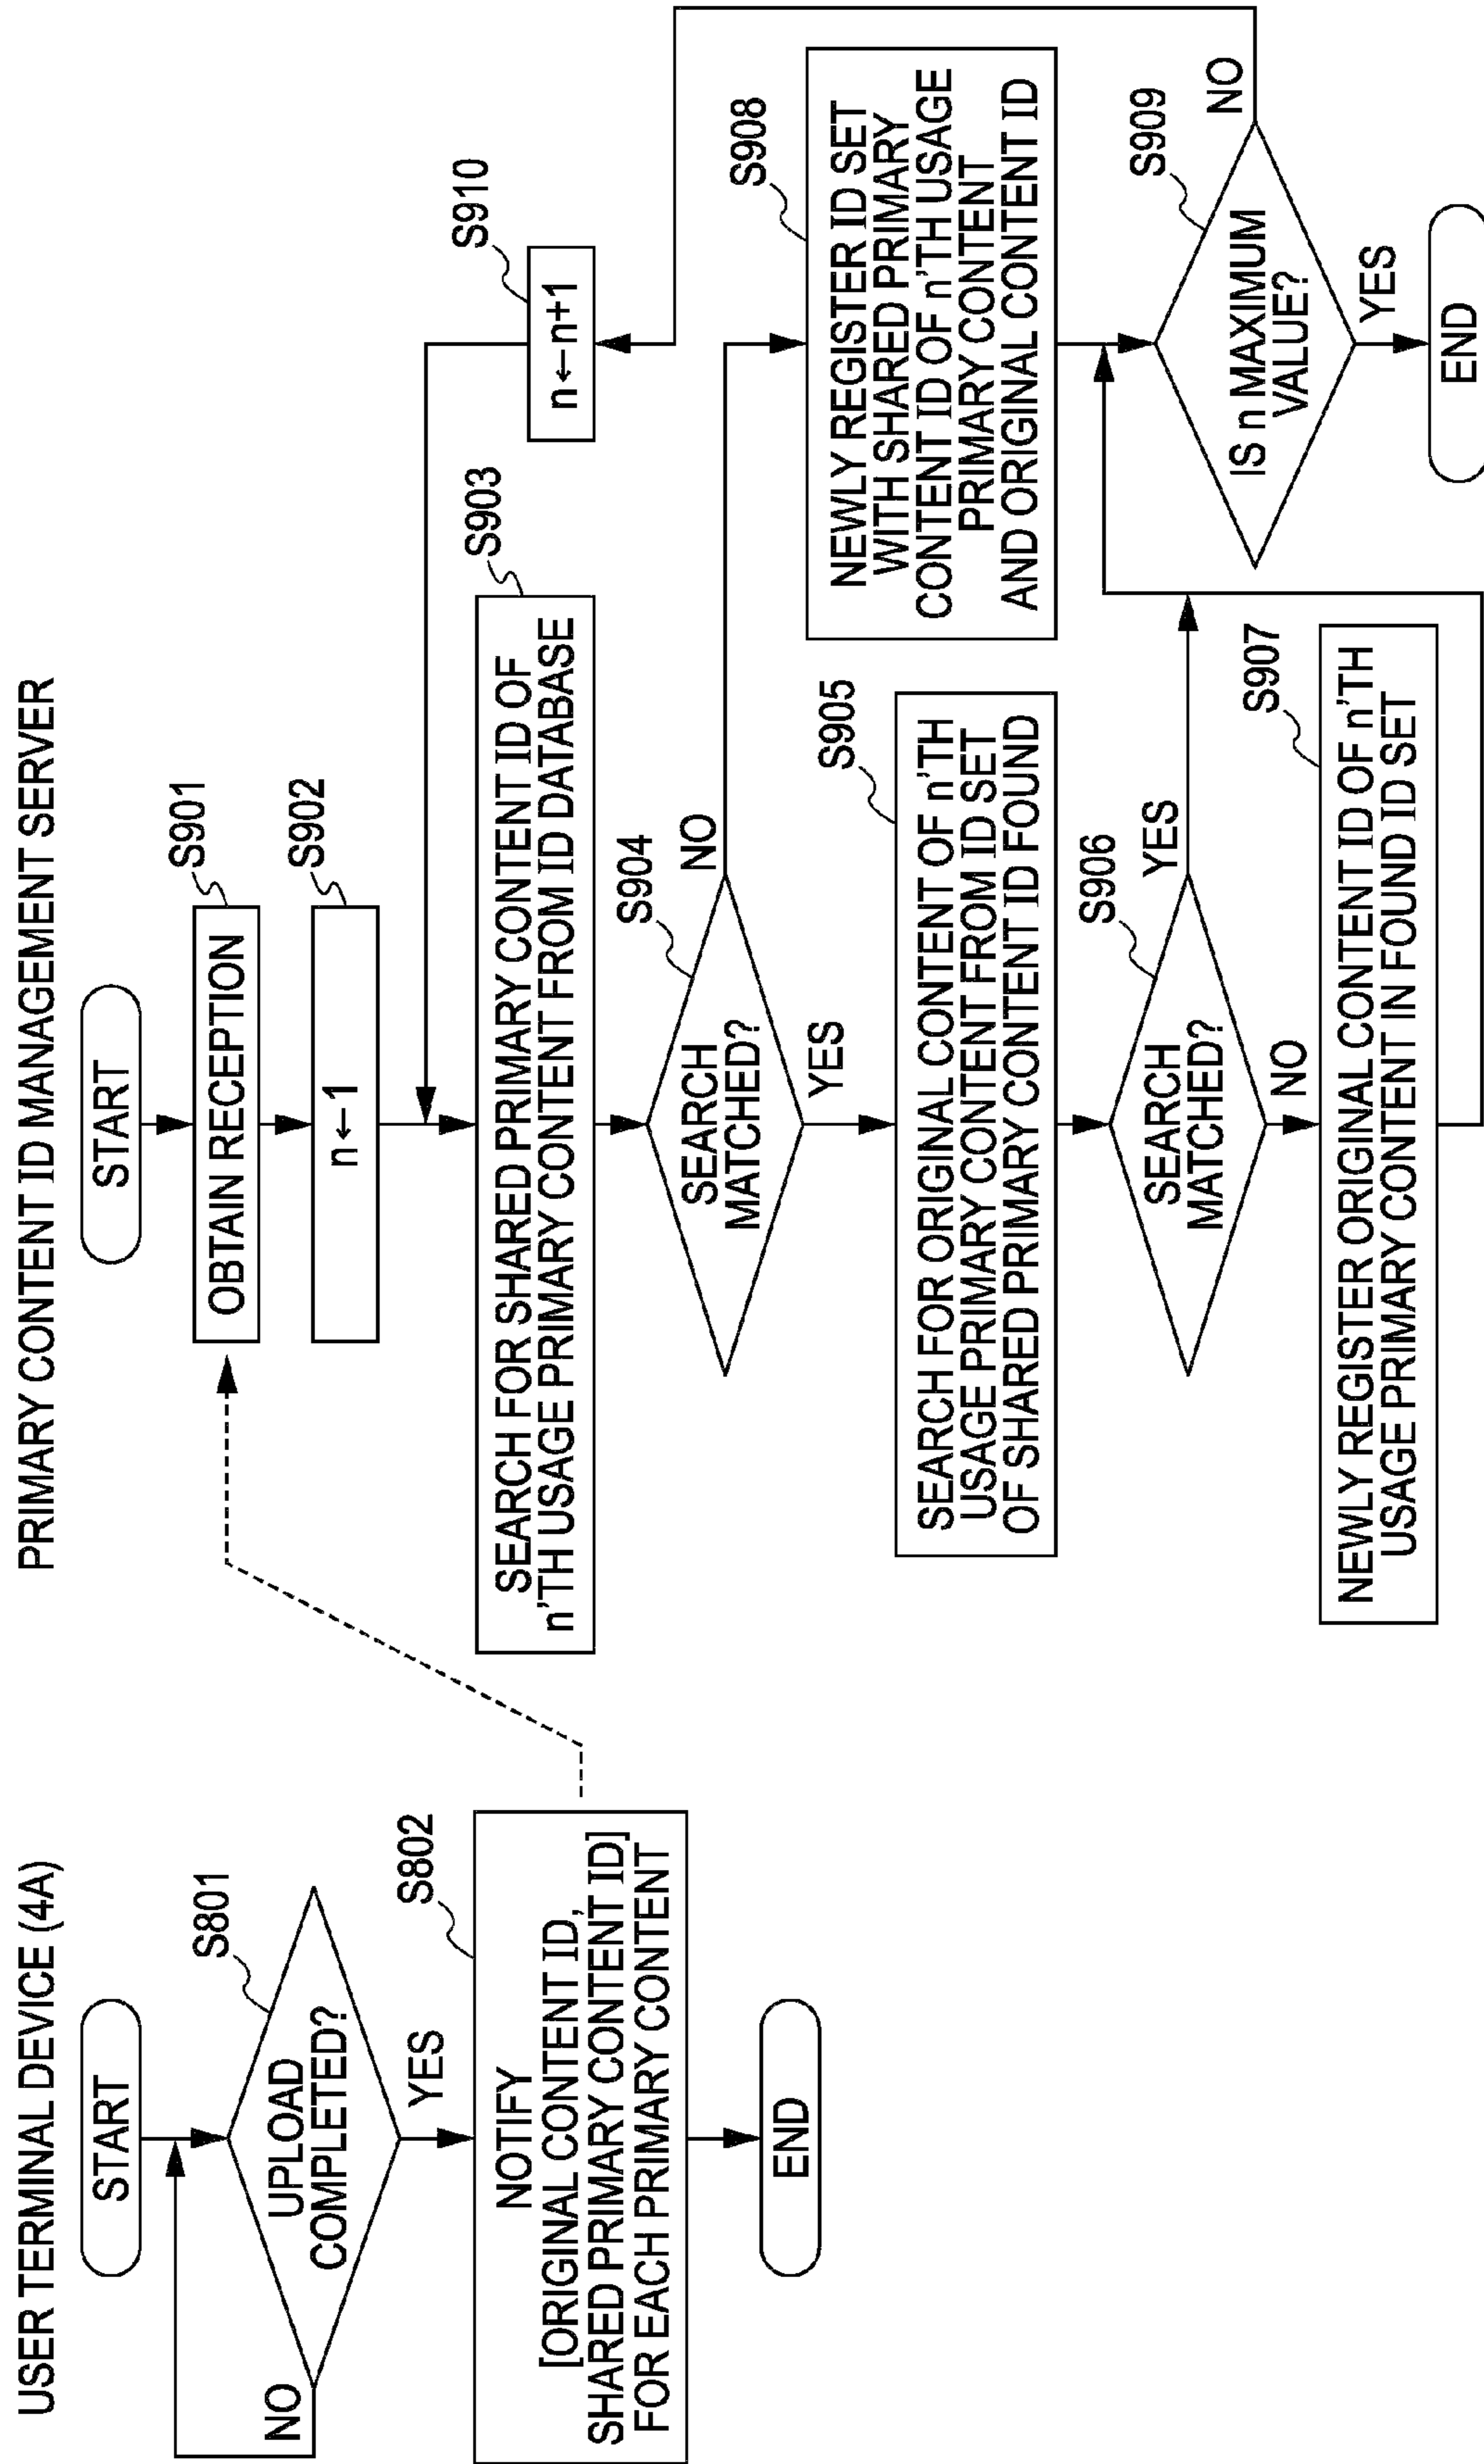 USER TERMINAL DEVICE (4A)
START
S801
UPLOAD
COMPLETED?
NO
YES
S802
NOTIFY
[ORIGINAL CONTENT ID,
SHARED PRIMARY CONTENT ID]
FOR EACH PRIMARY CONTENT
END
PRIMARY CONTENT ID MANAGEMENT SERVER
START
S901
OBTAIN RECEPTION
S902
n←1
S903
SEARCH FOR SHARED PRIMARY CONTENT ID OF
n'TH USAGE PRIMARY CONTENT FROM ID DATABASE
S904
SEARCH
MATCHED?
NO
YES
S905
SEARCH FOR ORIGINAL CONTENT OF n'TH
USAGE PRIMARY CONTENT FROM ID SET
OF SHARED PRIMARY CONTENT ID FOUND
S906
SEARCH
MATCHED?
YES
NO
S907
NEWLY REGISTER ORIGINAL CONTENT ID OF n'TH
USAGE PRIMARY CONTENT IN FOUND ID SET
S910
n←n+1
S908
NEWLY REGISTER ID SET
WITH SHARED PRIMARY
CONTENT ID OF n'TH USAGE
PRIMARY CONTENT
AND ORIGINAL CONTENT ID
S909
IS n MAXIMUM
VALUE?
NO
YES
END